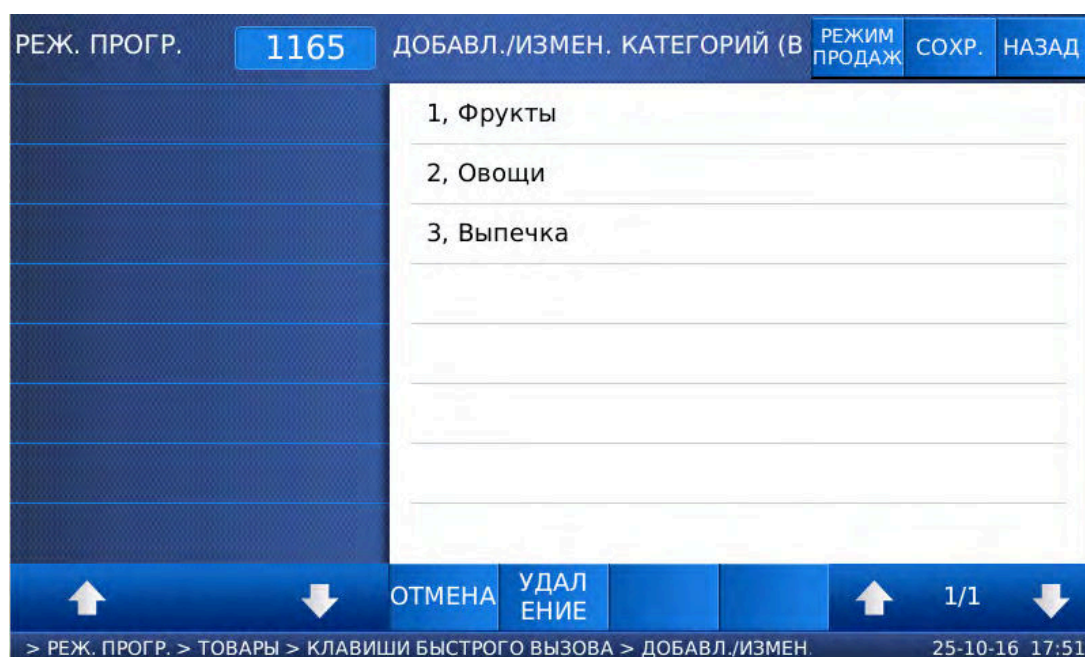 РЕЖ. ПРОГР. 1165 ДОБАВЛ./ИЗМЕН. КАТЕГОРИЙ (В РЕЖИМ ПРОДАЖ СОХР. НАЗАД
1, Фрукты
2, Овощи
3, Выпечка
ОТМЕНА УДАЛ ЕНИЕ 1/1
> РЕЖ. ПРОГР. > ТОВАРЫ > КЛАВИШИ БЫСТРОГО ВЫЗОВА > ДОБАВЛ./ИЗМЕН. 25-10-16 17:51